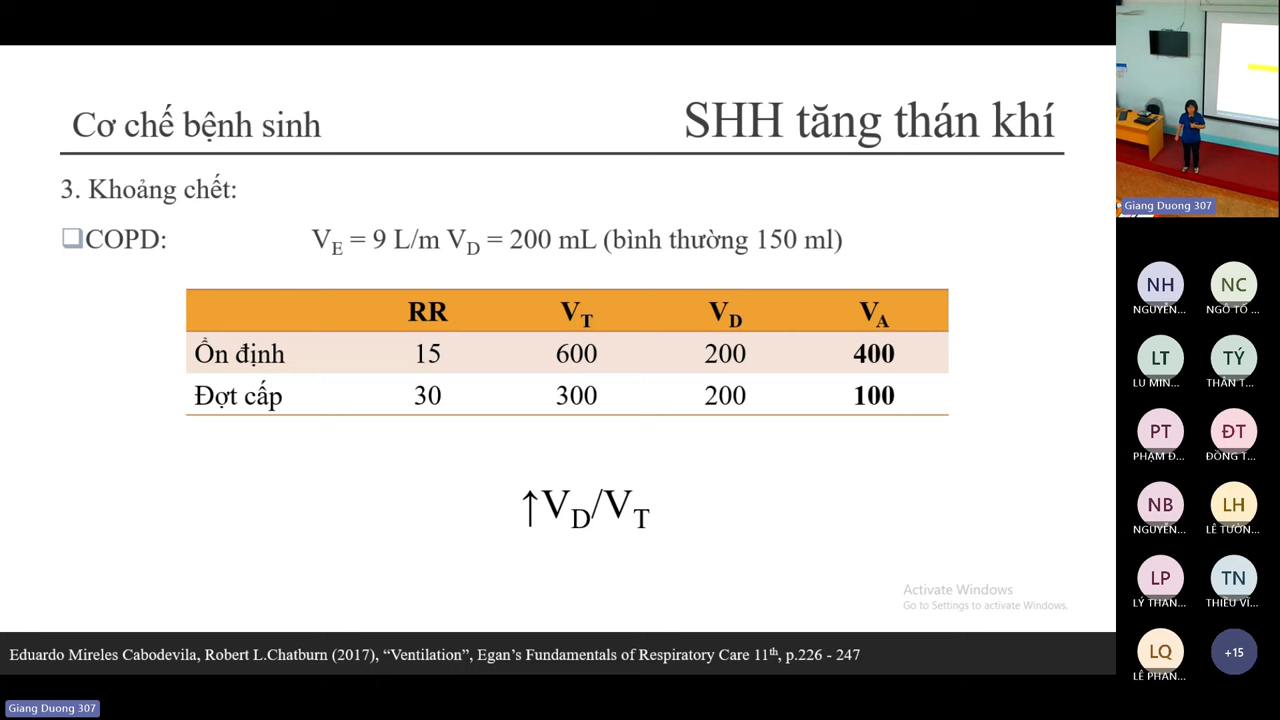 Cơ chế bệnh sinh
SHH tăng thán khí
3. Khoảng chết:
❑COPD: VE = 9 L/m VD = 200 mL (bình thường 150 ml)
RR VT VD VA
Ổn định 15 600 200 400
Đợt cấp 30 300 200 100
↑VD/VT
Activate Windows
Go to Settings to activate Windows.
Eduardo Mireles Cabodevila, Robert L.Chatburn (2017), “Ventilation”, Egan’s Fundamentals of Respiratory Care 11th, p.226 - 247
Giang Duong 307
Giang Duong 307
NH NC
NGUYỄN... NGÔ TỐ ...
LT TÝ
LU MIN... THÂN T...
PT ĐT
PHẠM Đ... ĐỒNG T...
NB LH
NGUYỄN... LÊ TƯỜN...
LP TN
LÝ THAN... THIỀU VĨ...
LQ +15
LÊ PHAN...